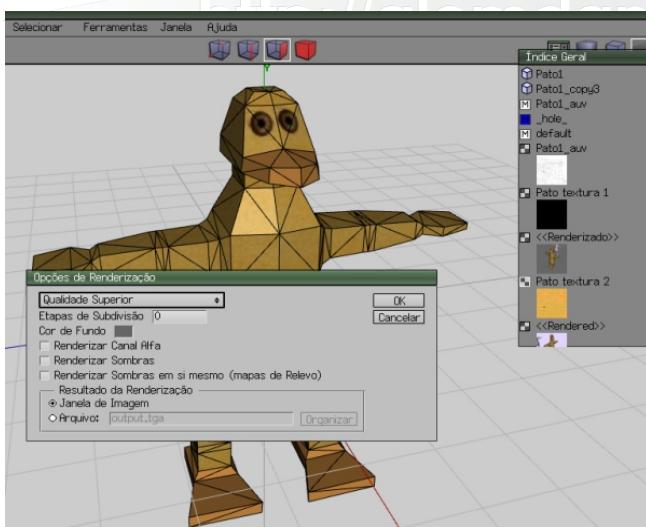 Selecionar Ferramentas Janela Ajuda
Y
Índice Geral
Pato1
Pato1_copy3
M Pato1_auv
_hole_
M default
Pato1_auv
Pato textura 1
<<Renderizado>>
Pato textura 2
<<Rendered>>
Opções de Renderização
Qualidade Superior
OK
Etapas de Subdivisão 0
Cancelar
Cor de Fundo
Renderizar Canal Alfa
Renderizar Sombras
Renderizar Sombras em si mesmo (mapas de Relevo)
Resultado da Renderização
Janela de Imagem
Arquivo: output.tga Organizar